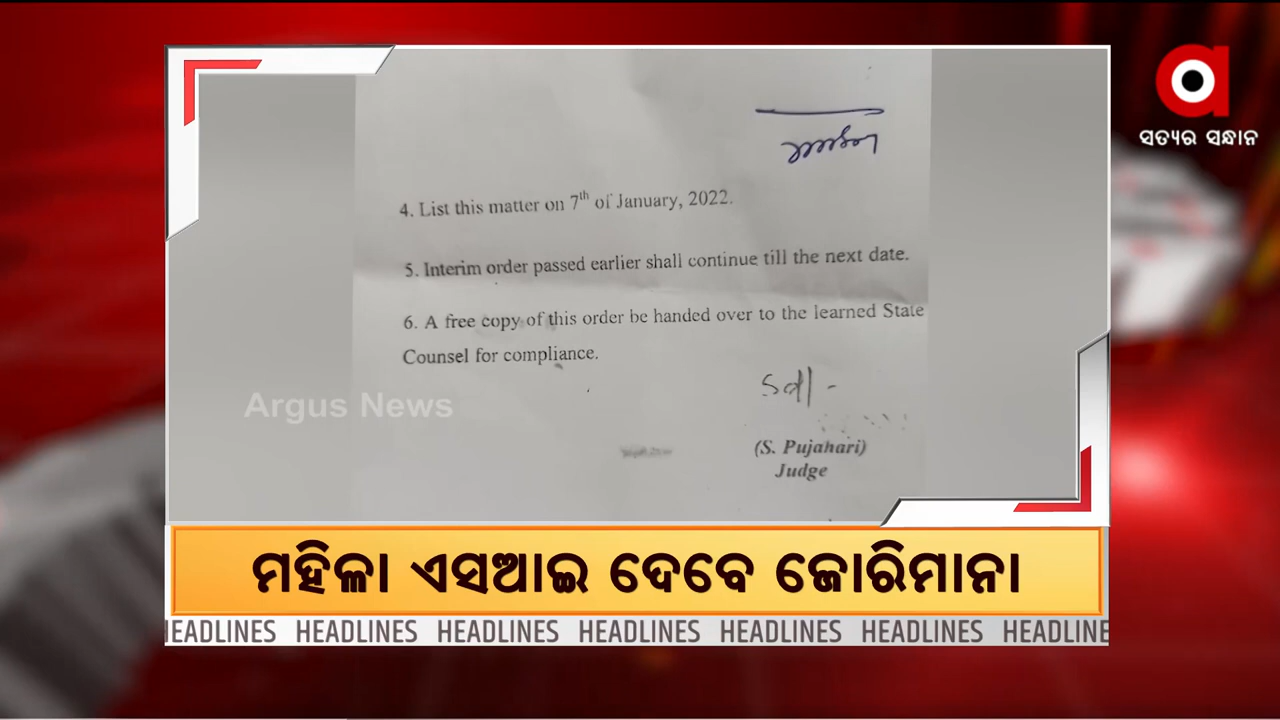 ସତ୍ୟର ସନ୍ଧାନ
4. List this matter on 7th of January, 2022.
5. Interim order passed earlier shall continue till the next date.
6. A free copy of this order be handed over to the learned State
Counsel for compliance.
Sd/-
(S. Pujahari)
Judge
Argus News
ମହିଳା ଏସଆଇ ଦେବେ ଜୋରିମାନା
HEADLINES HEADLINES HEADLINES HEADLINES HEADLINES HEADLINES HEADLINE